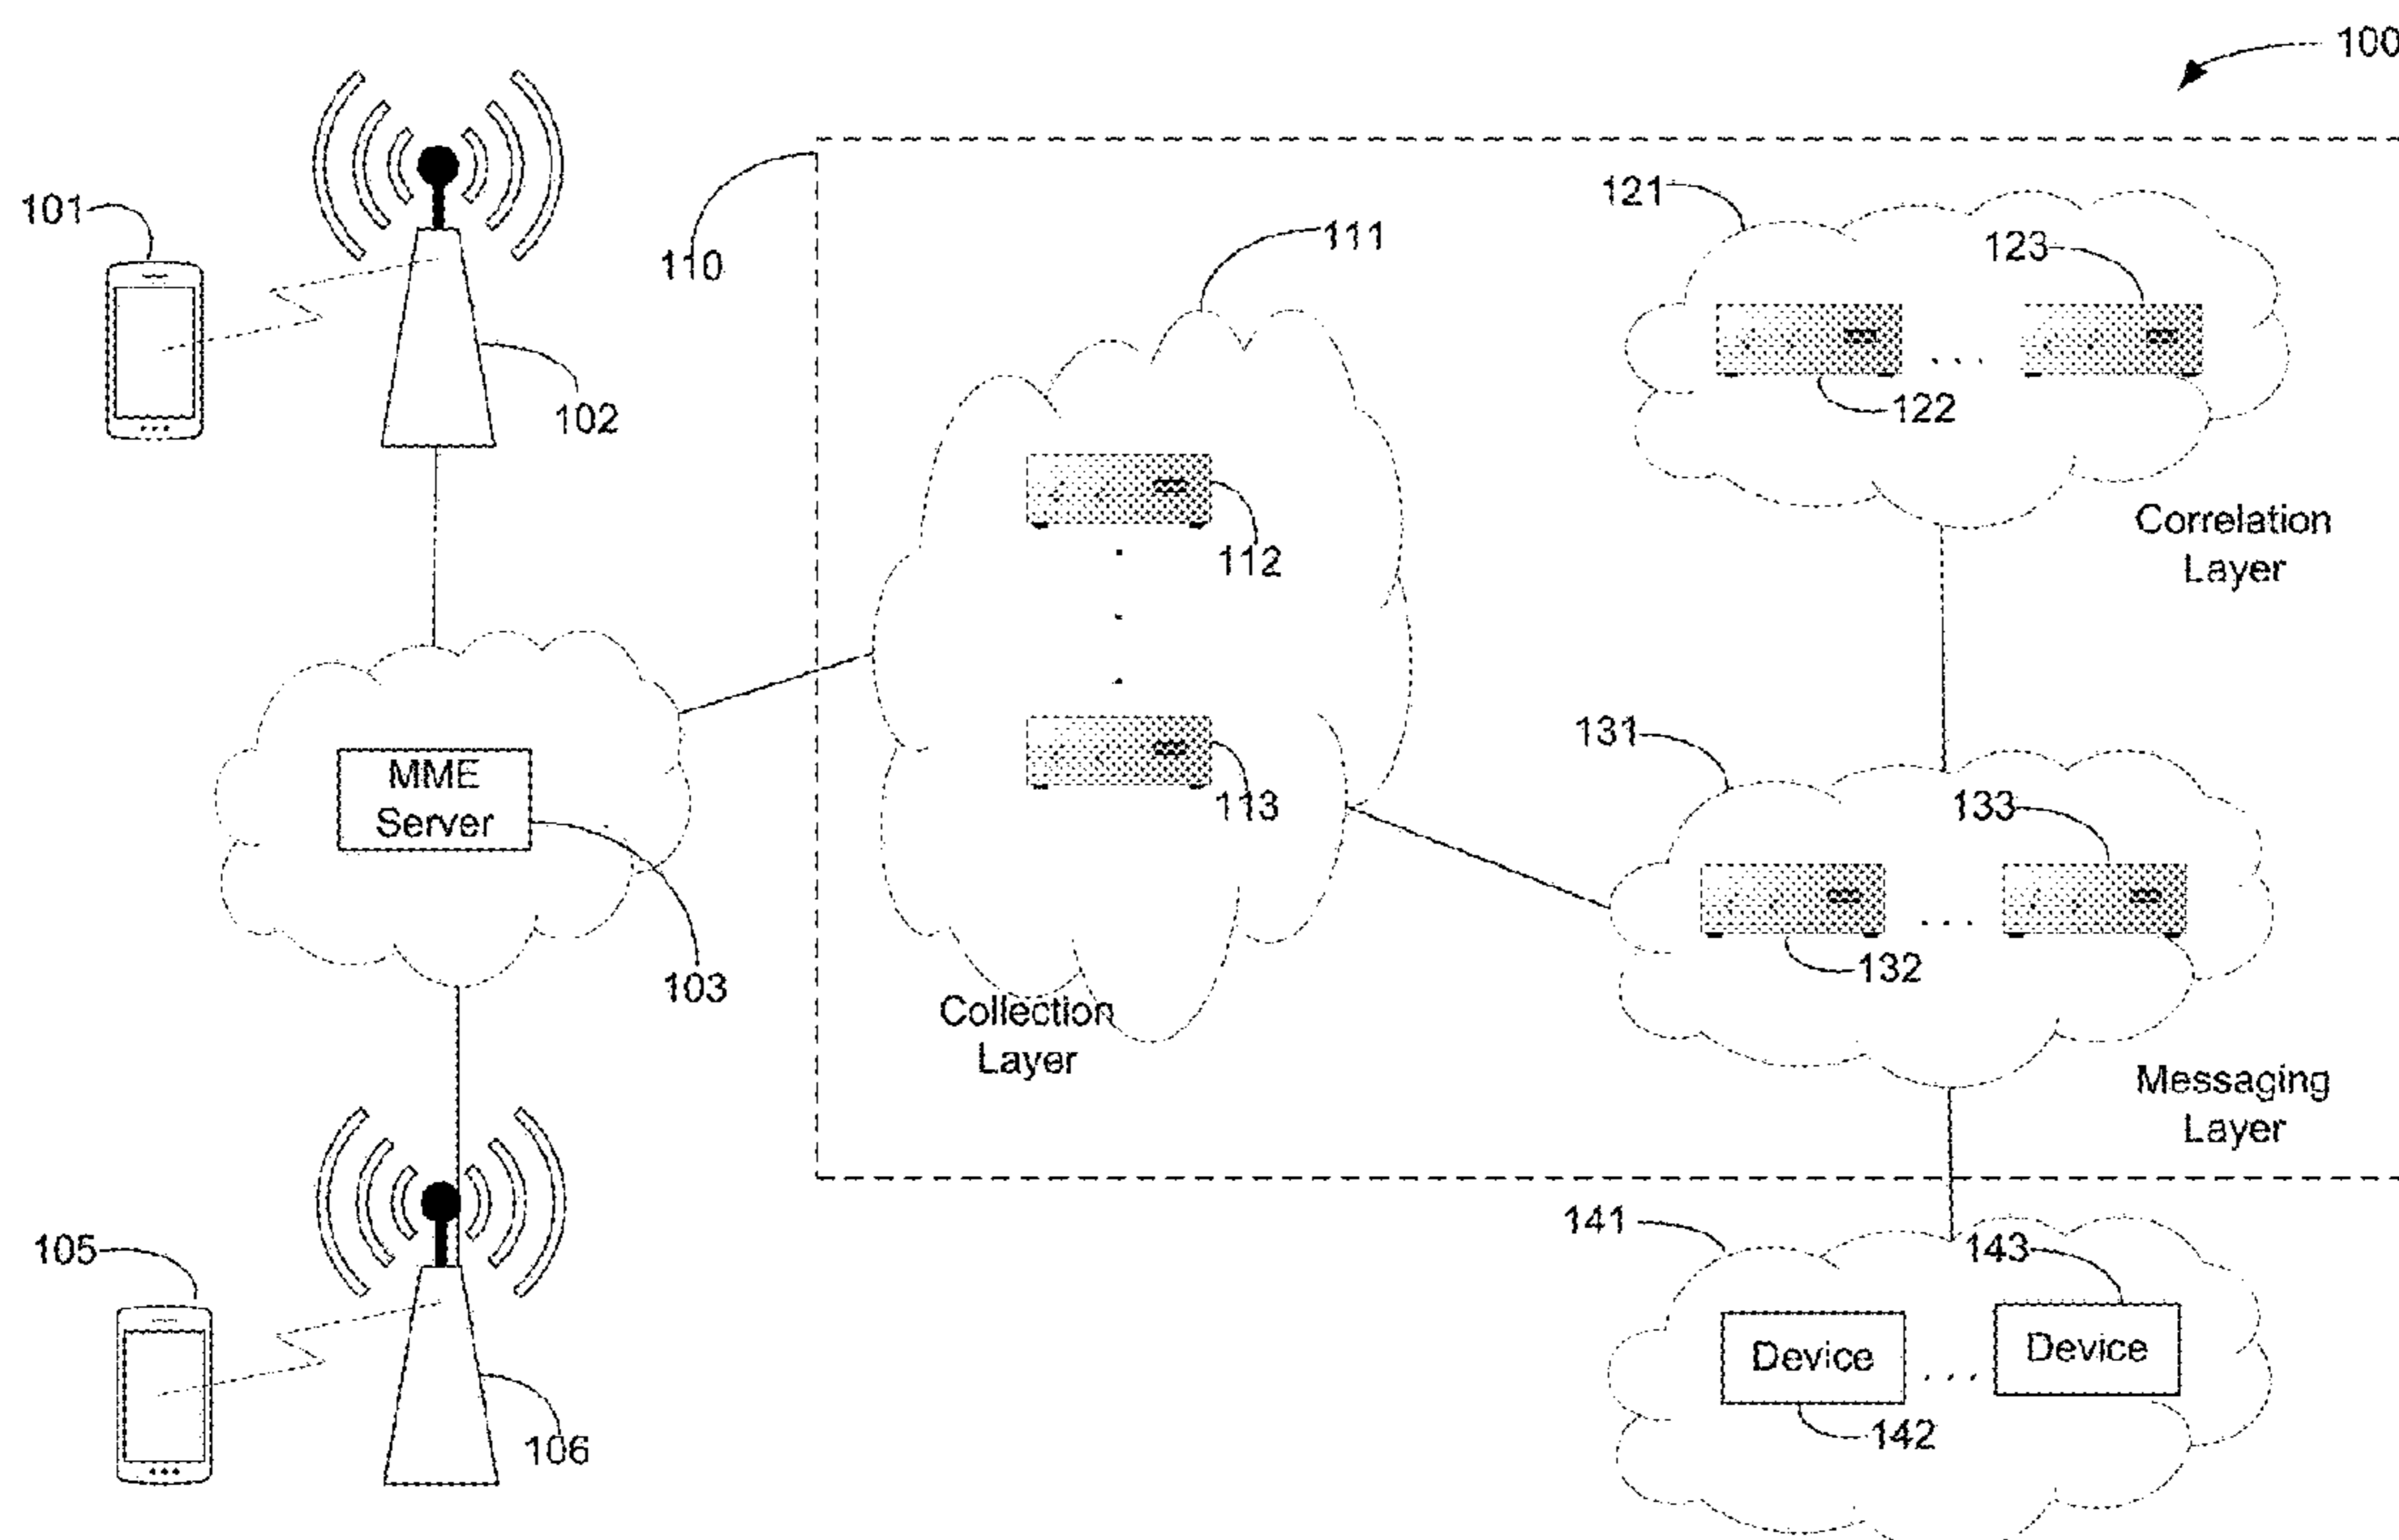 100
101
102
110
111
121
123
122
112
Correlation
Layer
113
131
133
132
MME
Server
103
Collection
Layer
Messaging
Layer
105
106
141
143
Device
Device
142